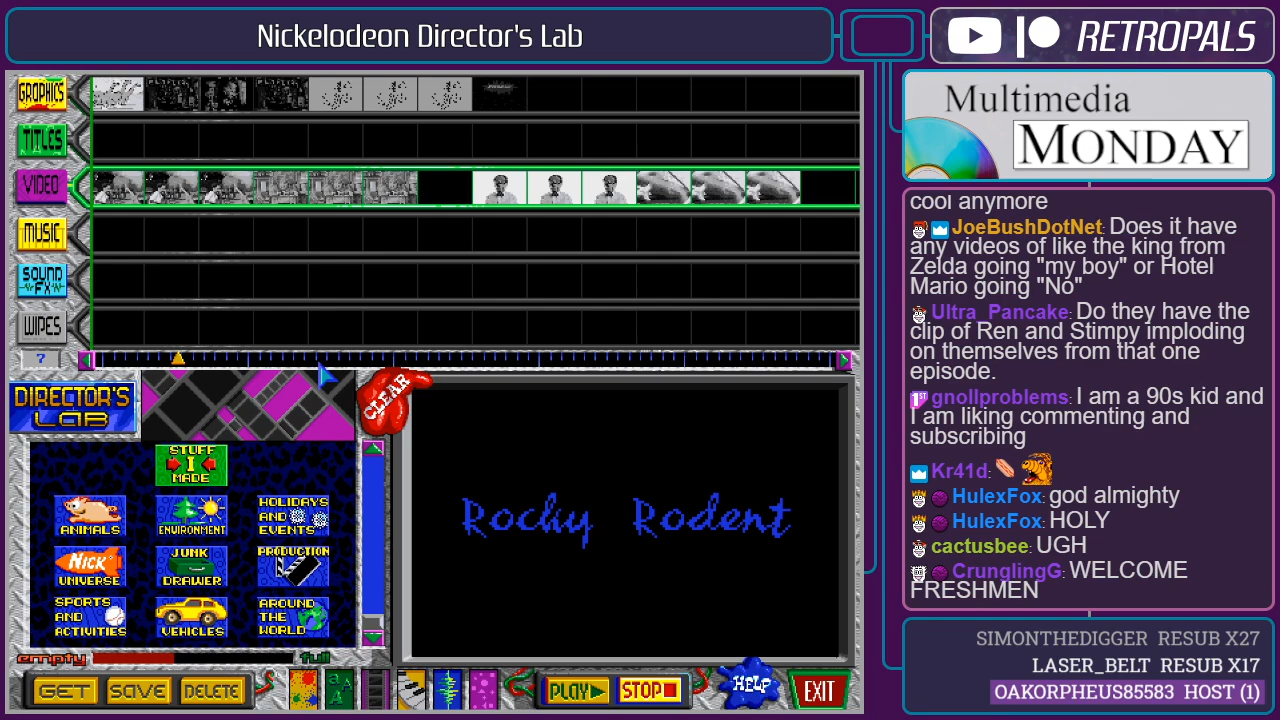 Nickelodeon Director's Lab
RETROPALS
GRAPHICS
TITLES
VIDEO
MUSIC
SOUND
FX
WIPES
7
DIRECTOR'S
LAB
CLEAR
STUFF
I
MADE
ANIMALS
ENVIRONMENT
HOLIDAYS
AND
EVENTS
NICK
UNIVERSE
JUNK
DRAWER
PRODUCTION
SPORTS
AND
ACTIVITIES
VEHICLES
AROUND
THE
WORLD
empty
full
Rocky Rodent
GET
SAVE
DELETE
PLAY
STOP
HELP
EXIT
Multimedia
MONDAY
cool anymore
JoeBushDotNet: Does it have
any videos of like the king from
Zelda going "my boy" or Hotel
Mario going "No"
Ultra_Pancake: Do they have the
clip of Ren and Stimpy imploding
on themselves from that one
episode.
1ST gnollproblems: I am a 90s kid and
I am liking commenting and
subscribing
Kr41d:
HulexFox: god almighty
HulexFox: HOLY
cactusbee: UGH
CrunglingG: WELCOME
FRESHMEN
SIMONTHEDIGGER RESUB X27
LASER_BELT RESUB X17
OAKORPHEUS85583 HOST (1)